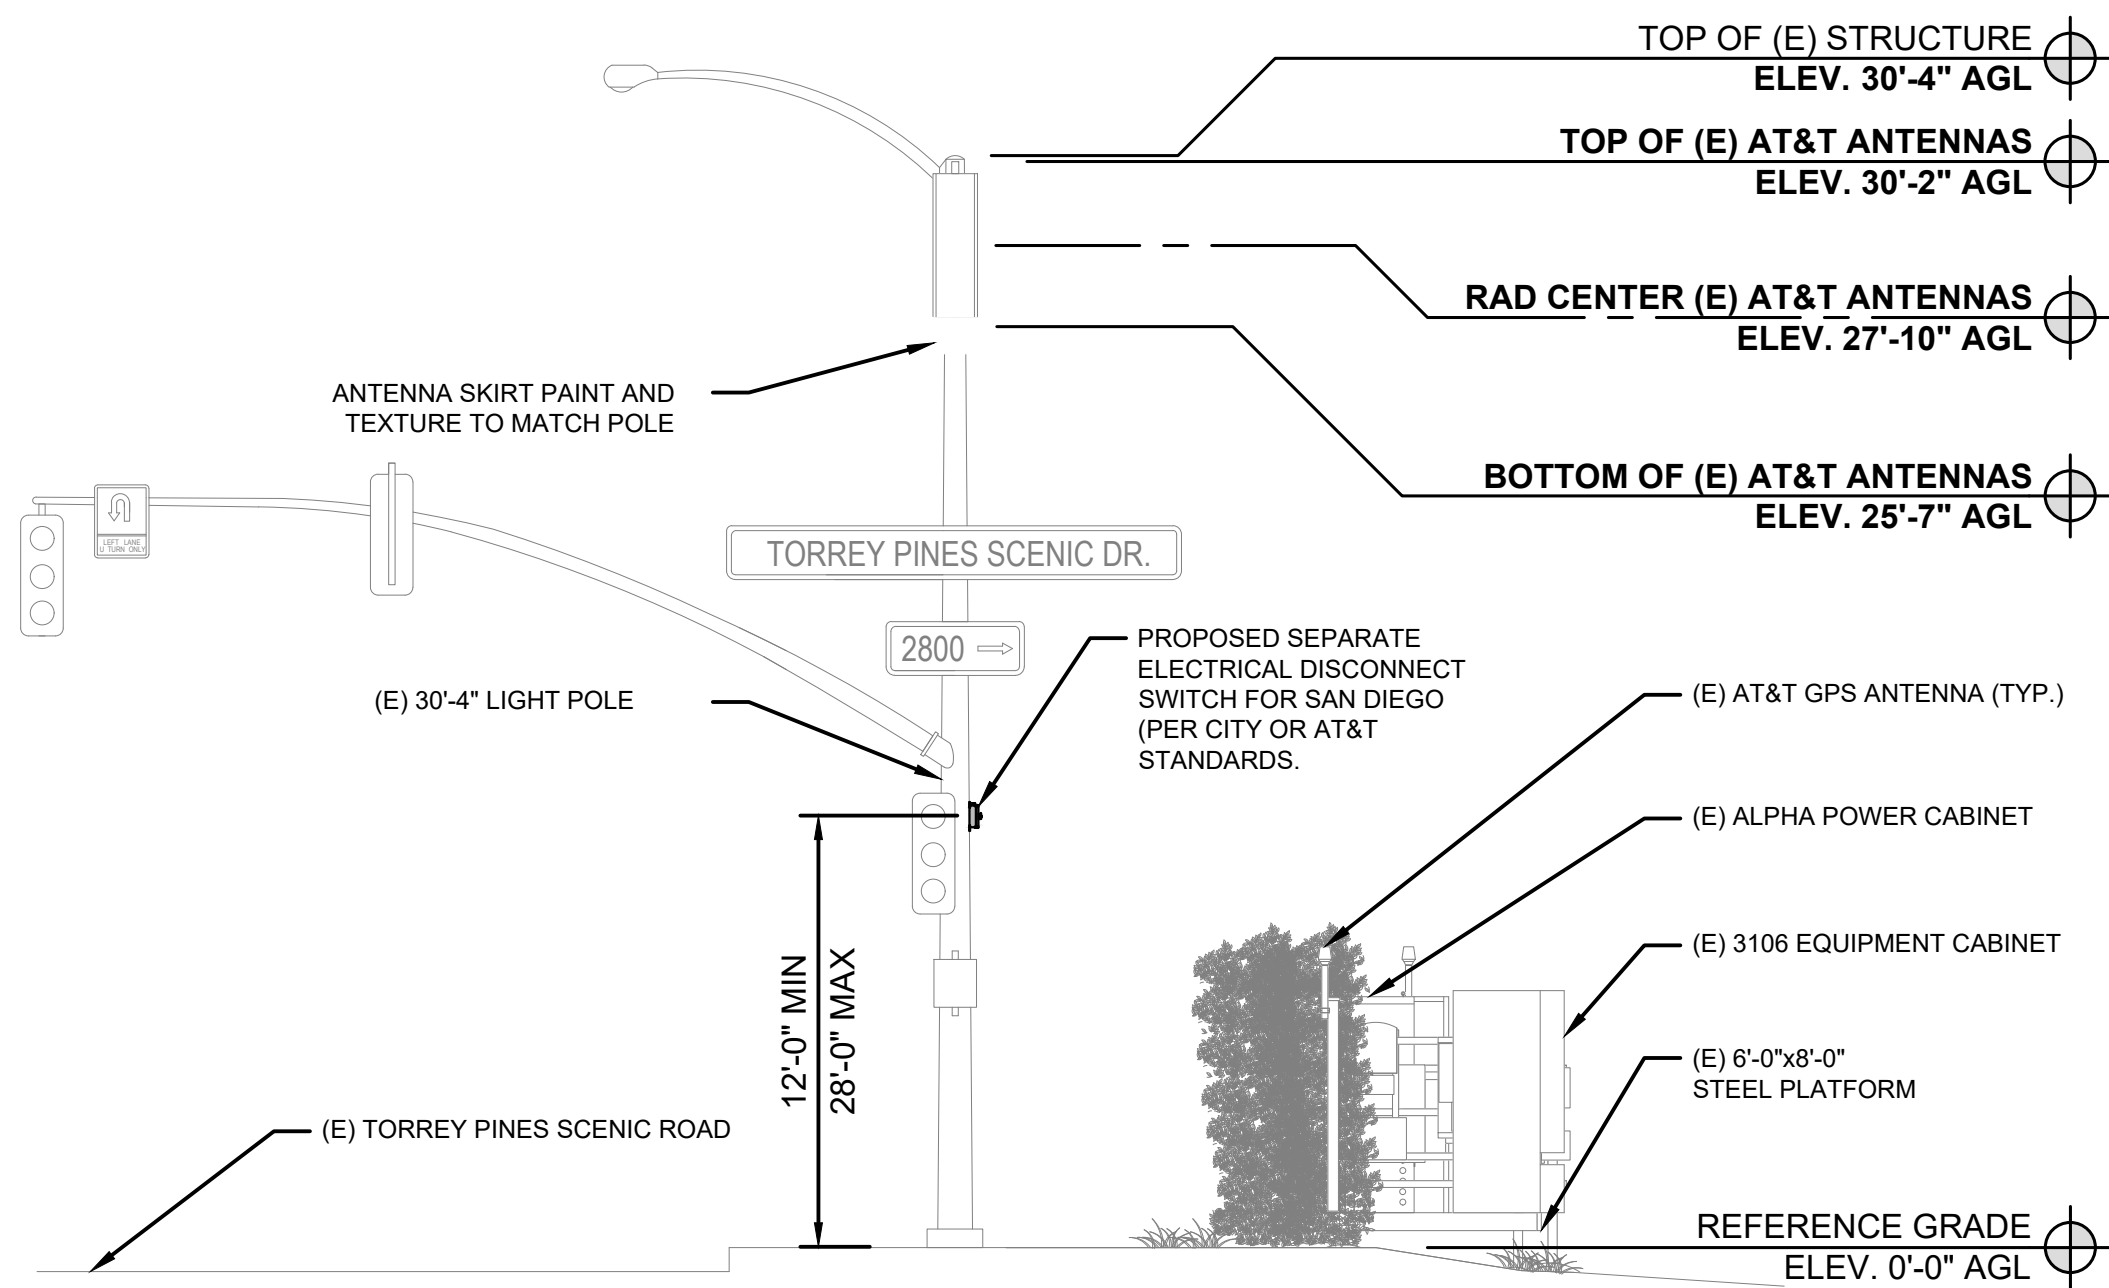 TOP OF (E) STRUCTURE
ELEV. 30'-4" AGL
TOP OF (E) AT&T ANTENNAS
ELEV. 30'-2" AGL
RAD CENTER (E) AT&T ANTENNAS
ELEV. 27'-10" AGL
ANTENNA SKIRT PAINT AND
TEXTURE TO MATCH POLE
BOTTOM OF (E) AT&T ANTENNAS
ELEV. 25'-7" AGL
LEFT LANE
U TURN ONLY
TORREY PINES SCENIC DR.
2800
PROPOSED SEPARATE
ELECTRICAL DISCONNECT
SWITCH FOR SAN DIEGO
(PER CITY OR AT&T
STANDARDS.
(E) 30'-4" LIGHT POLE
(E) AT&T GPS ANTENNA (TYP.)
(E) ALPHA POWER CABINET
(E) 3106 EQUIPMENT CABINET
12'-0" MIN
28'-0" MAX
(E) 6'-0"x8'-0"
STEEL PLATFORM
(E) TORREY PINES SCENIC ROAD
REFERENCE GRADE
ELEV. 0'-0" AGL